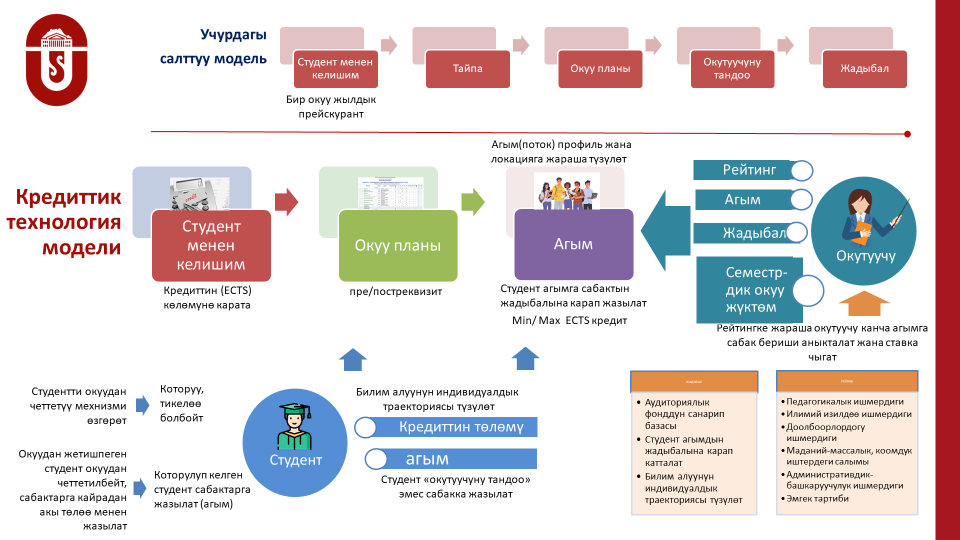 Учурдагы
салттуу модель
Студент менен
келишим
Тайпа
Окуу планы
Окутуучуну
тандоо
Жадыбал
Бир окуу жылдык
прейскурант
Кредиттик
технология
модели
Студент
менен
келишим
Кредиттин (ECTS)
көлөмүнө карата
Окуу планы
пре/постреквизит
Агым(поток) профиль жана
локацияга жараша түзүлөт
Агым
Студент агымга сабактын
жадыбалына карап жазылат
Min/ Max ECTS кредит
Рейтинг
Агым
Жадыбал
Семестр-
дик окуу
жүктөм
Окутуучу
Рейтингке жараша окутуучу канча агымга
сабак бериши аныкталат жана ставка
чыгат
Студентти окуудан
четтетүү мехнизми
өзгөрөт
Которуу,
тикелөө
болбойт
Окуудан жетишпеген
студент окуудан
четтетилбейт,
сабактарга кайрадан
акы төлөө менен
жазылат
Которулуп келген
студент сабактарга
жазылат (агым)
Студент
Билим алуунун индивидуалдык
траекториясы түзүлөт
Кредиттин төлөмү
агым
Студент «окутуучуну тандоо»
эмес сабакка жазылат
• Аудиториялык
фонддун санарип
базасы
• Студент агымдын
жадыбалына карап
катталат
• Билим алуунун
индивидуалдык
траекториясы түзүлөт
• Педагогикалык ишмердиги
• Илимий изилдөө ишмердиги
• Доолбоорлордогу
ишмердиги
• Маданий-массалык, коомдук
иштердеги салымы
• Административдик-
башкаруучулук ишмердиги
• Эмгек тартиби